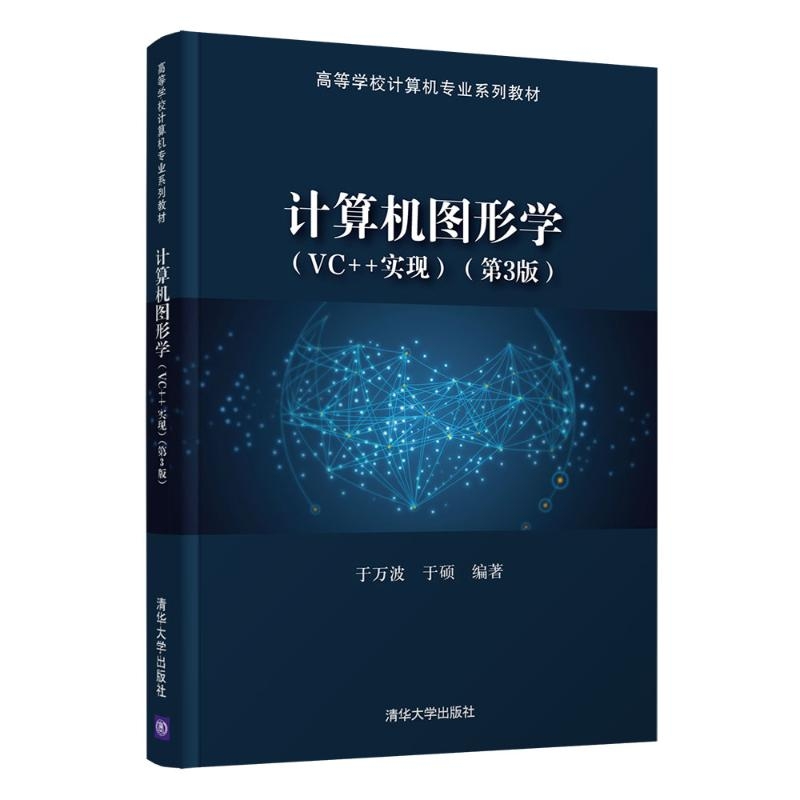 高等学校计算机专业系列教材
计算机图形学
（VC++实现）（第3版）
于万波 于硕 编著
清华大学出版社
高等学校计算机专业系列教材
计算机图形学（VC++实现）（第3版）
清华大学出版社